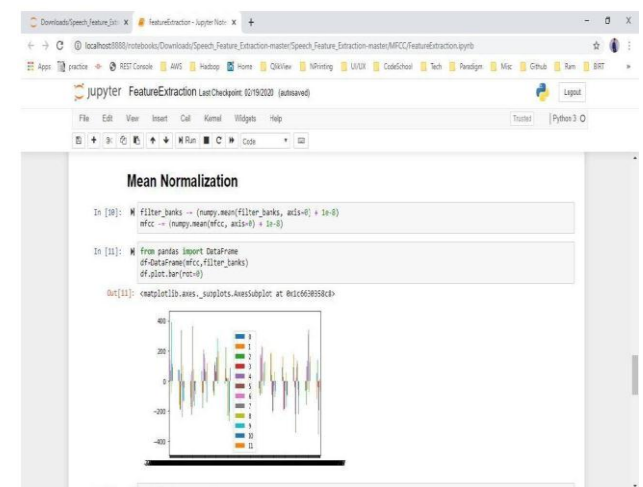 Downloads/Speech_Feature_Ext
FeatureExtraction - Jupyter Note
localhost:8888/notebooks/Downloads/Speech_Feature_Extraction-master/Speech_Feature_Extraction-master/MFCC/FeatureExtraction.ipynb
Apps practice REST Console AWS Hadoop Home QlikView NPrinting UI/UX CodeSchool Tech Paradigm Misc Github Ram BIRT
jupyter FeatureExtraction Last Checkpoint: 02/19/2020 (autosaved)
Logout
File Edit View Insert Cell Kernel Widgets Help
Trusted Python 3
Run Code
Mean Normalization
In [10]: filter_banks -= (numpy.mean(filter_banks, axis=0) + 1e-8)
mfcc -= (numpy.mean(mfcc, axis=0) + 1e-8)
In [11]: from pandas import DataFrame
df=DataFrame(mfcc,filter_banks)
df.plot.bar(rot=0)
Out[11]: <matplotlib.axes._subplots.AxesSubplot at 0x1c6630958c8>
400
200
0
-200
-400
0
1
2
3
4
5
6
7
8
9
10
11